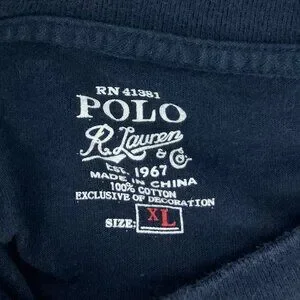 RN 41381
POLO
R. Lauren
& Co
EST. 1967
MADE IN CHINA
100% COTTON
EXCLUSIVE OF DECORATION
SIZE: XL